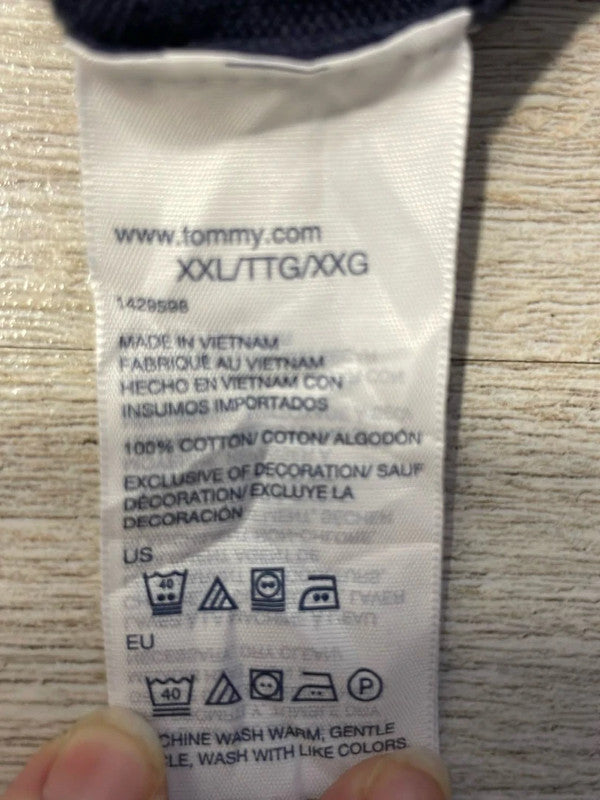 www.tommy.com
XXL/TTG/XXG
1429598
MADE IN VIETNAM
FABRIQUÉ AU VIETNAM
HECHO EN VIETNAM CON
INSUMOS IMPORTADOS
100% COTTON/ COTON/ ALGODÓN
EXCLUSIVE OF DECORATION/ SAUF
DÉCORATION/ EXCLUYE LA
DECORACIÓN
US
40
EU
40 P
CHINE WASH WARM, GENTLE
CLE, WASH WITH LIKE COLORS.